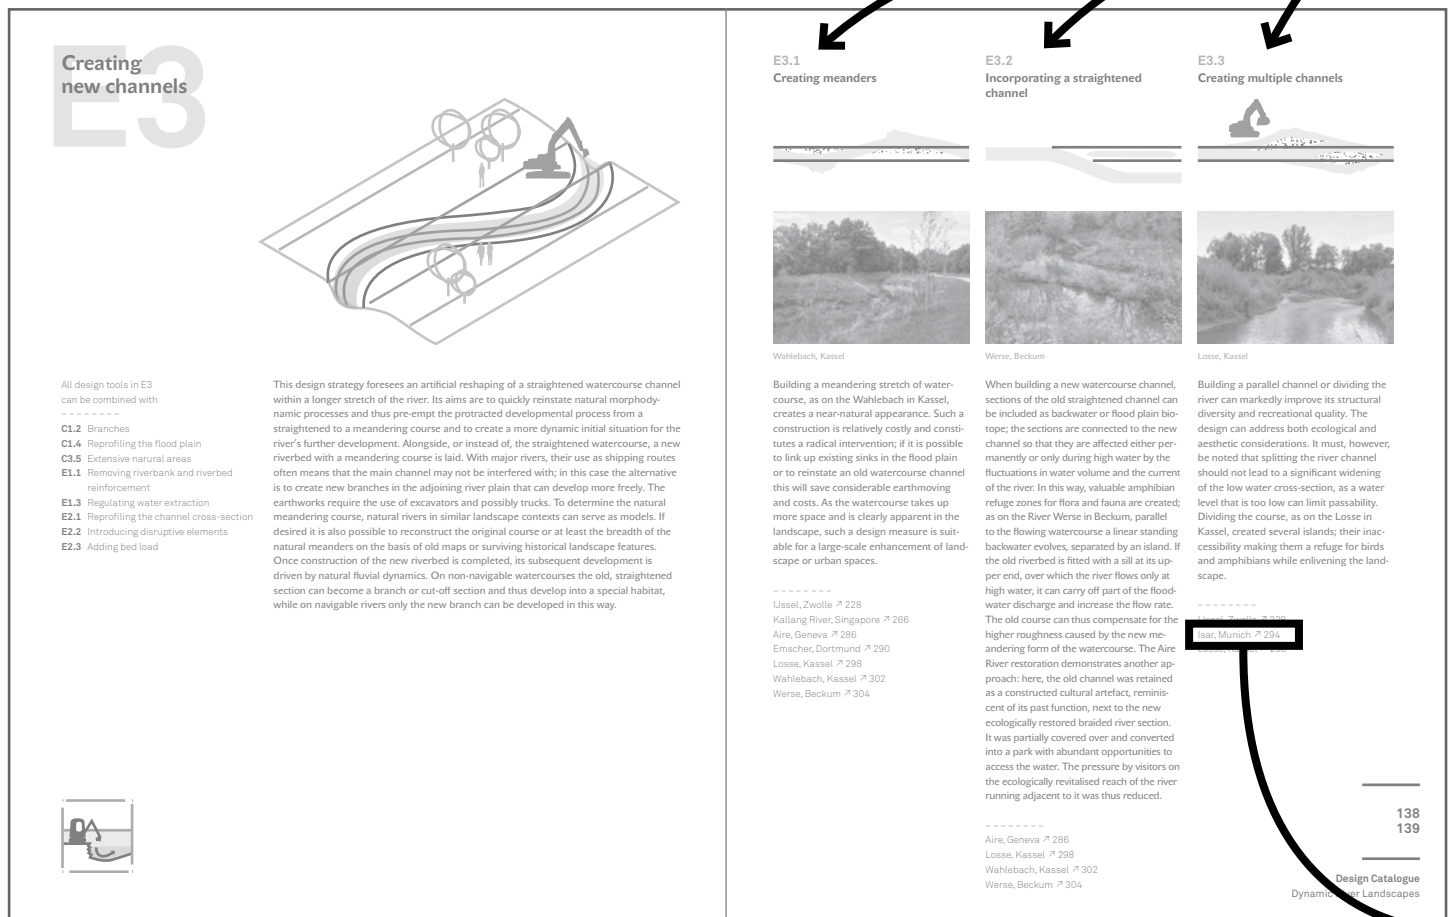 E3
Creating
new channels
All design tools in E3
can be combined with
C1.2 Branches
C1.4 Reprofiling the flood plain
C3.5 Extensive narural areas
E1.1 Removing riverbank and riverbed
reinforcement
E1.3 Regulating water extraction
E2.1 Reprofiling the channel cross-section
E2.2 Introducing disruptive elements
E2.3 Adding bed load
This design strategy foresees an artificial reshaping of a straightened watercourse channel
within a longer stretch of the river. Its aims are to quickly reinstate natural morphody-
namic processes and thus pre-empt the protracted developmental process from a
straightened to a meandering course and to create a more dynamic initial situation for the
river's further development. Alongside, or instead of, the straightened watercourse, a new
riverbed with a meandering course is laid. With major rivers, their use as shipping routes
often means that the main channel may not be interfered with; in this case the alternative
is to create new branches in the adjoining river plain that can develop more freely. The
earthworks require the use of excavators and possibly trucks. To determine the natural
meandering course, natural rivers in similar landscape contexts can serve as models. If
desired it is also possible to reconstruct the original course or at least the breadth of the
natural meanders on the basis of old maps or surviving historical landscape features.
Once construction of the new riverbed is completed, its subsequent development is
driven by natural fluvial dynamics. On non-navigable watercourses the old, straightened
section can become a branch or cut-off section and thus develop into a special habitat,
while on navigable rivers only the new branch can be developed in this way.
E3.1
Creating meanders
Wahlebach, Kassel
Building a meandering stretch of water-
course, as on the Wahlebach in Kassel,
creates a near-natural appearance. Such a
construction is relatively costly and consti-
tutes a radical intervention; if it is possible
to link up existing sinks in the flood plain
or to reinstate an old watercourse channel
this will save considerable earthmoving
and costs. As the watercourse takes up
more space and is clearly apparent in the
landscape, such a design measure is suit-
able for a large-scale enhancement of land-
scape or urban spaces.
IJssel, Zwolle ↗ 228
Kallang River, Singapore ↗ 266
Aire, Geneva ↗ 286
Emscher, Dortmund ↗ 290
Losse, Kassel ↗ 298
Wahlebach, Kassel ↗ 302
Werse, Beckum ↗ 304
E3.2
Incorporating a straightened
channel
Werse, Beckum
When building a new watercourse channel,
sections of the old straightened channel can
be included as backwater or flood plain bio-
tope; the sections are connected to the new
channel so that they are affected either per-
manently or only during high water by the
fluctuations in water volume and the current
of the river. In this way, valuable amphibian
refuge zones for flora and fauna are created;
as on the River Werse in Beckum, parallel
to the flowing watercourse a linear standing
backwater evolves, separated by an island. If
the old riverbed is fitted with a sill at its up-
per end, over which the river flows only at
high water, it can carry off part of the flood-
water discharge and increase the flow rate.
The old course can thus compensate for the
higher roughness caused by the new me-
andering form of the watercourse. The Aire
River restoration demonstrates another ap-
proach: here, the old channel was retained
as a constructed cultural artefact, reminis-
cent of its past function, next to the new
ecologically restored braided river section.
It was partially covered over and converted
into a park with abundant opportunities to
access the water. The pressure by visitors on
the ecologically revitalised reach of the river
running adjacent to it was thus reduced.
Aire, Geneva ↗ 286
Losse, Kassel ↗ 298
Wahlebach, Kassel ↗ 302
Werse, Beckum ↗ 304
E3.3
Creating multiple channels
Losse, Kassel
Building a parallel channel or dividing the
river can markedly improve its structural
diversity and recreational quality. The
design can address both ecological and
aesthetic considerations. It must, however,
be noted that splitting the river channel
should not lead to a significant widening
of the low water cross-section, as a water
level that is too low can limit passability.
Dividing the course, as on the Losse in
Kassel, created several islands; their inac-
cessibility making them a refuge for birds
and amphibians while enlivening the land-
scape.
Isar, Munich ↗ 294
138
139
Design Catalogue
Dynamic Landscapes